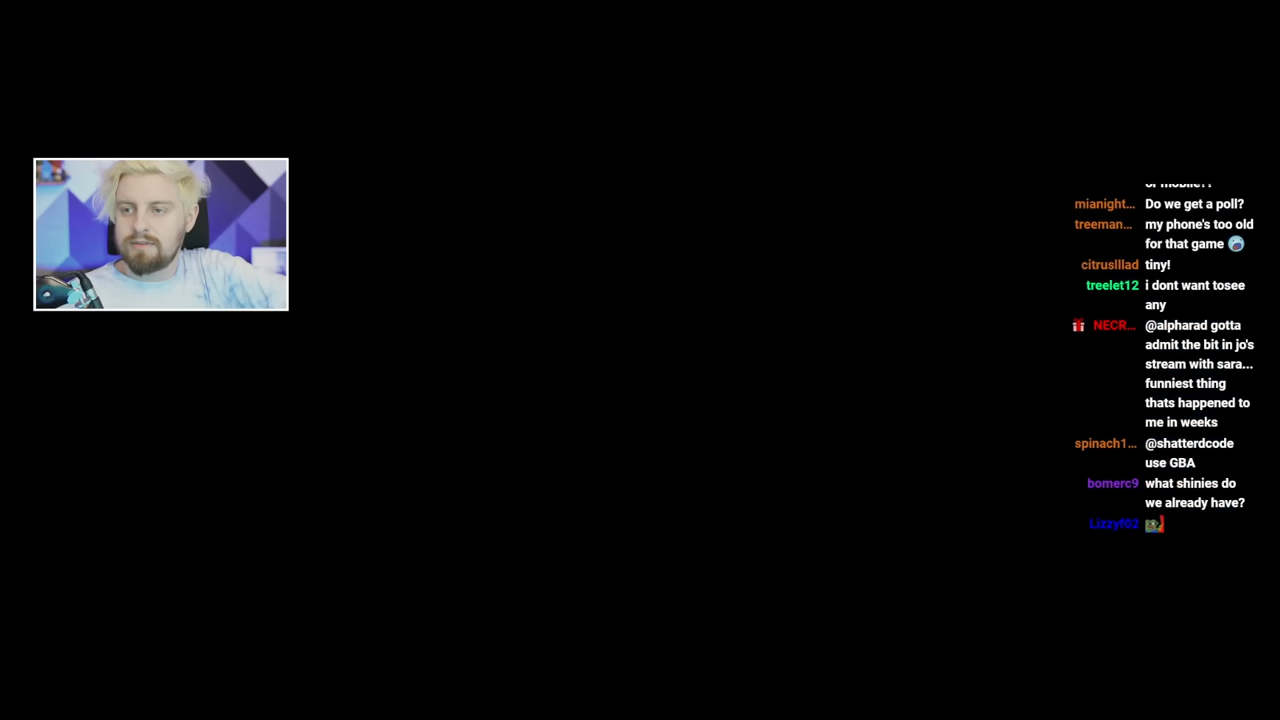 mianight… Do we get a poll?
treeman… my phone's too old
for that game
citruslllad tiny!
treelet12 i dont want tosee
any
NECR… @alpharad gotta
admit the bit in jo's
stream with sara...
funniest thing
thats happened to
me in weeks
spinach1… @shatterdcode
use GBA
bomerc9 what shinies do
we already have?
Lizzyf02